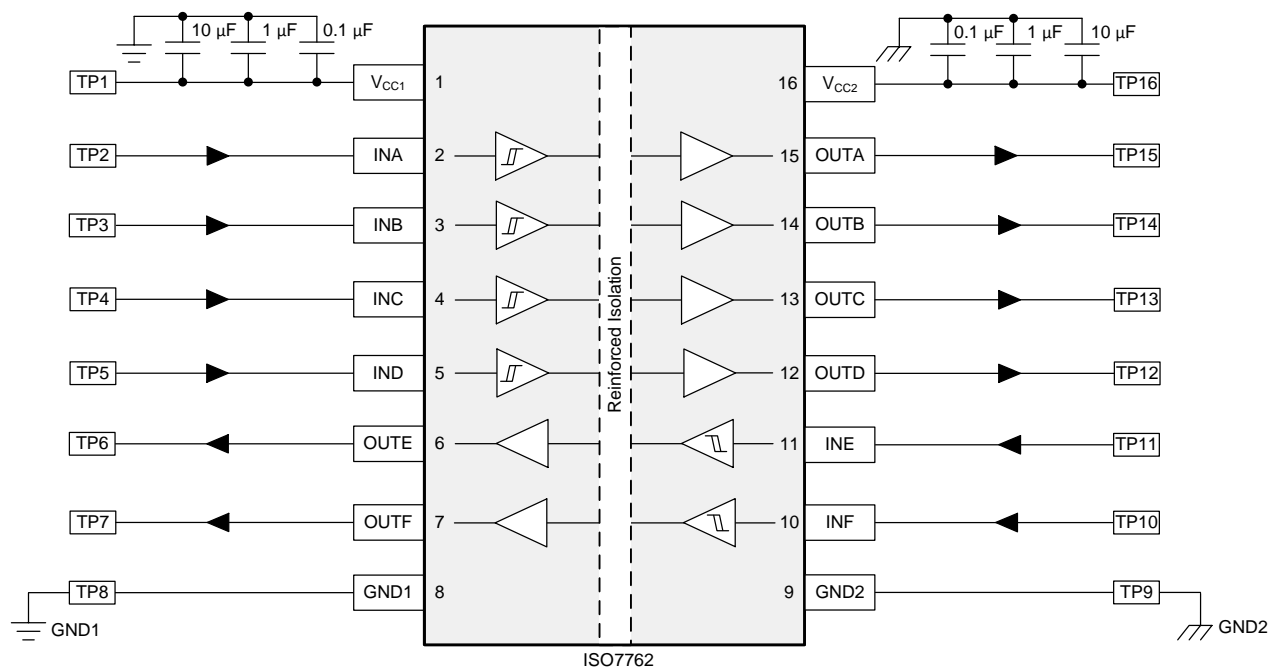 10 µF 1 µF 0.1 µF
0.1 µF 1 µF 10 µF
TP1 VCC1 1 16 VCC2 TP16
TP2 INA 2 15 OUTA TP15
TP3 INB 3 14 OUTB TP14
TP4 INC 4 13 OUTC TP13
TP5 IND 5 12 OUTD TP12
TP6 OUTE 6 11 INE TP11
TP7 OUTF 7 10 INF TP10
TP8 GND1 8 9 GND2 TP9
Reinforced Isolation
GND1
GND2
ISO7762